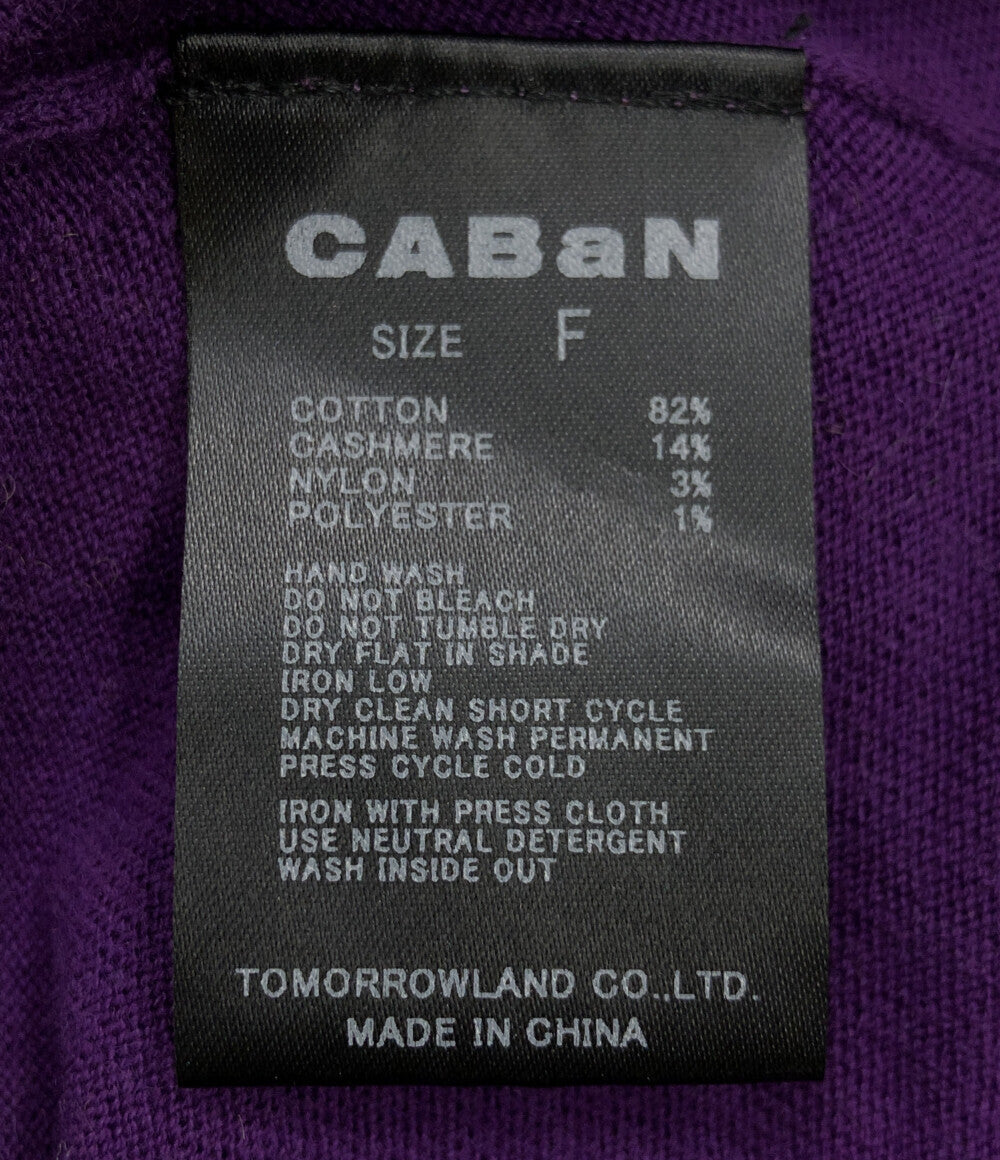 CABaN
SIZE F
COTTON 82%
CASHMERE 14%
NYLON 3%
POLYESTER 1%
HAND WASH
DO NOT BLEACH
DO NOT TUMBLE DRY
DRY FLAT IN SHADE
IRON LOW
DRY CLEAN SHORT CYCLE
MACHINE WASH PERMANENT
PRESS CYCLE COLD
IRON WITH PRESS CLOTH
USE NEUTRAL DETERGENT
WASH INSIDE OUT
TOMORROWLAND CO.,LTD.
MADE IN CHINA